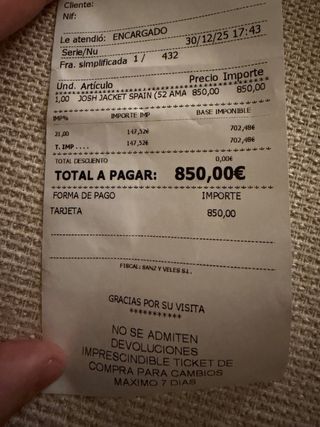 Cliente:
Nif:
Le atendió: ENCARGADO 30/12/25 17:43
Serie/Nu
Fra. simplificada 1 / 432
Und. Artículo Precio Importe
1,00 JOSH JACKET SPAIN (52 AMA 850,00 850,00
IMP% IMPORTE IMP BASE IMPONIBLE
21,00 147,52€ 702,48€
T. IMP .... 147,52€ 702,48€
TOTAL DESCUENTO 0,00€
TOTAL A PAGAR: 850,00€
FORMA DE PAGO IMPORTE
TARJETA 850,00
FISCAL: SANZ Y VELES S.L.
GRACIAS POR SU VISITA
***********
NO SE ADMITEN
DEVOLUCIONES
IMPRESCINDIBLE TICKET DE
COMPRA PARA CAMBIOS
MAXIMO 7 DIAS